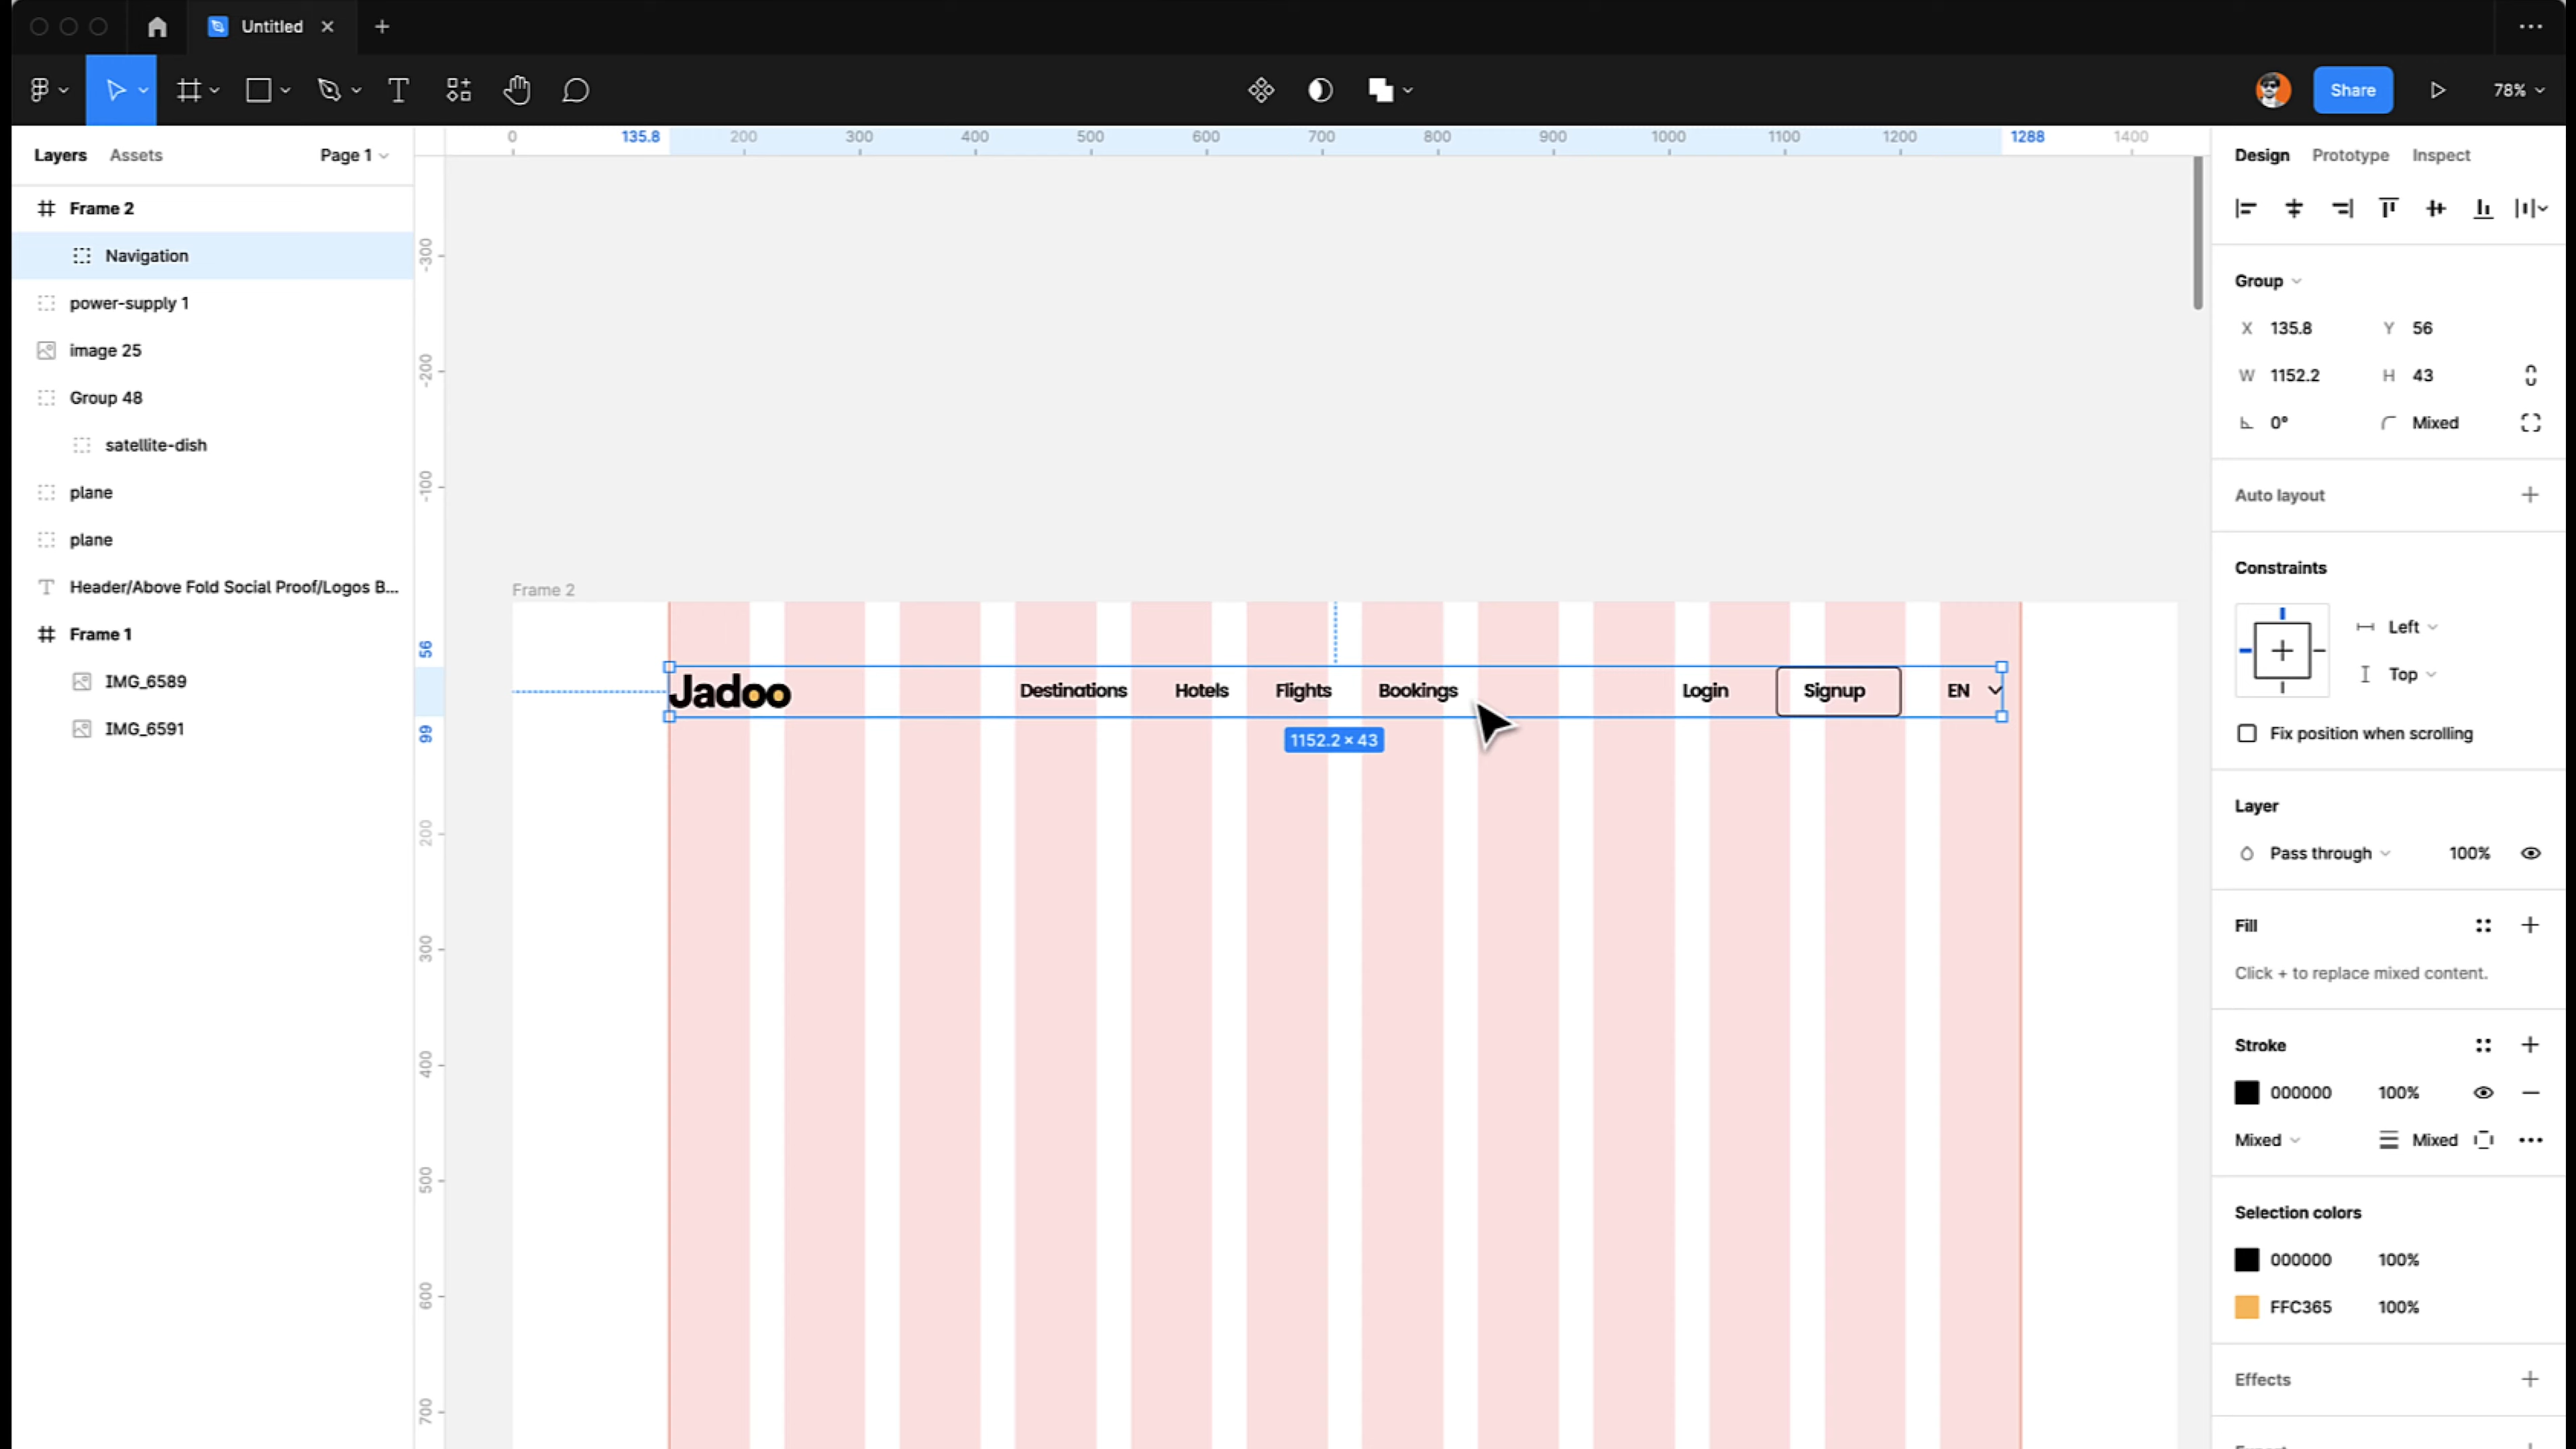 Untitled
Share
78%
Layers
Assets
Page 1
0
135.8
200
300
400
500
600
700
800
900
1000
1100
1200
1288
1400
Design
Prototype
Inspect
Frame 2
Navigation
power-supply 1
image 25
Group 48
satellite-dish
plane
plane
Header/Above Fold Social Proof/Logos B...
Frame 1
IMG_6589
IMG_6591
-300
-200
-100
56
99
200
300
400
500
600
700
Frame 2
Jadoo
Destinations
Hotels
Flights
Bookings
Login
Signup
EN
1152.2 × 43
Group
X 135.8
Y 56
W 1152.2
H 43
0°
Mixed
Auto layout
Constraints
Left
Top
Fix position when scrolling
Layer
Pass through
100%
Fill
Click + to replace mixed content.
Stroke
000000
100%
Mixed
Mixed
Selection colors
000000
100%
FFC365
100%
Effects